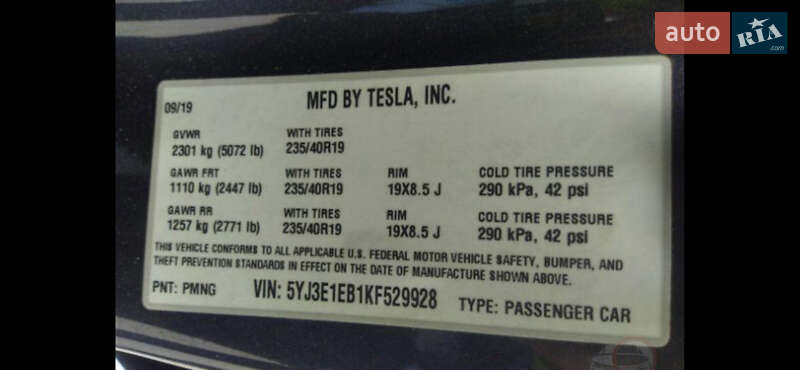 auto RIA.com
MFD BY TESLA, INC.
09/19
GVWR WITH TIRES
2301 kg (5072 lb) 235/40R19
GAWR FRT WITH TIRES RIM COLD TIRE PRESSURE
1110 kg (2447 lb) 235/40R19 19X8.5 J 290 kPa, 42 psi
GAWR RR WITH TIRES RIM COLD TIRE PRESSURE
1257 kg (2771 lb) 235/40R19 19X8.5 J 290 kPa, 42 psi
THIS VEHICLE CONFORMS TO ALL APPLICABLE U.S. FEDERAL MOTOR VEHICLE SAFETY, BUMPER, AND
THEFT PREVENTION STANDARDS IN EFFECT ON THE DATE OF MANUFACTURE SHOWN ABOVE.
PNT: PMNG VIN: 5YJ3E1EB1KF529928 TYPE: PASSENGER CAR